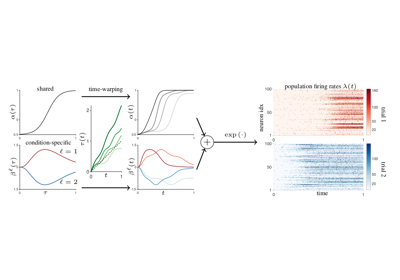 shared
time-warping
population firing rates λ(t)
α(τ)
τ(t)
α(t)
exp (·)
neuron idx
trial 1
condition-specific
ℓ = 1
ℓ = 2
β^ℓ(τ)
β^ℓ(t)
trial 2
τ
t
t
time